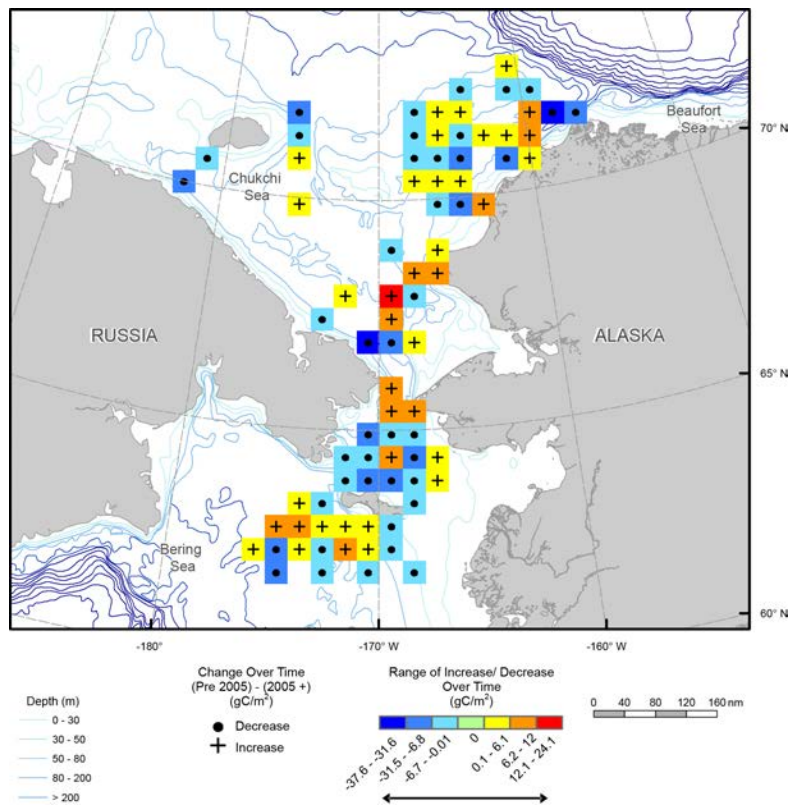 Beaufort
Sea
70° N
Chukchi
Sea
RUSSIA
ALASKA
65° N
Bering
Sea
60° N
-180°
-170°
-160°
Depth (m)
0 - 30
30 - 50
50 - 80
80 - 200
> 200
Change Over Time
(Pre 2005) - (2005 +)
(gC/m²)
Decrease
Increase
Range of Increase/ Decrease
Over Time
(gC/m²)
-37.6 - -31.6
-31.5 - -6.8
-6.7 - -0.01
0
0.1 - 6.1
6.2 - 12
12.1 - 24.1
0 40 80 120 160 nm